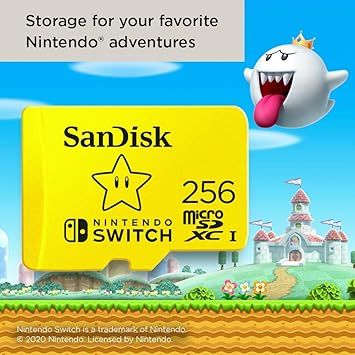 Storage for your favorite
Nintendo® adventures
SanDisk
256
NINTENDO
SWITCH
micro
SD
XC I
Nintendo Switch is a trademark of Nintendo.
© 2020 Nintendo. Licensed by Nintendo.